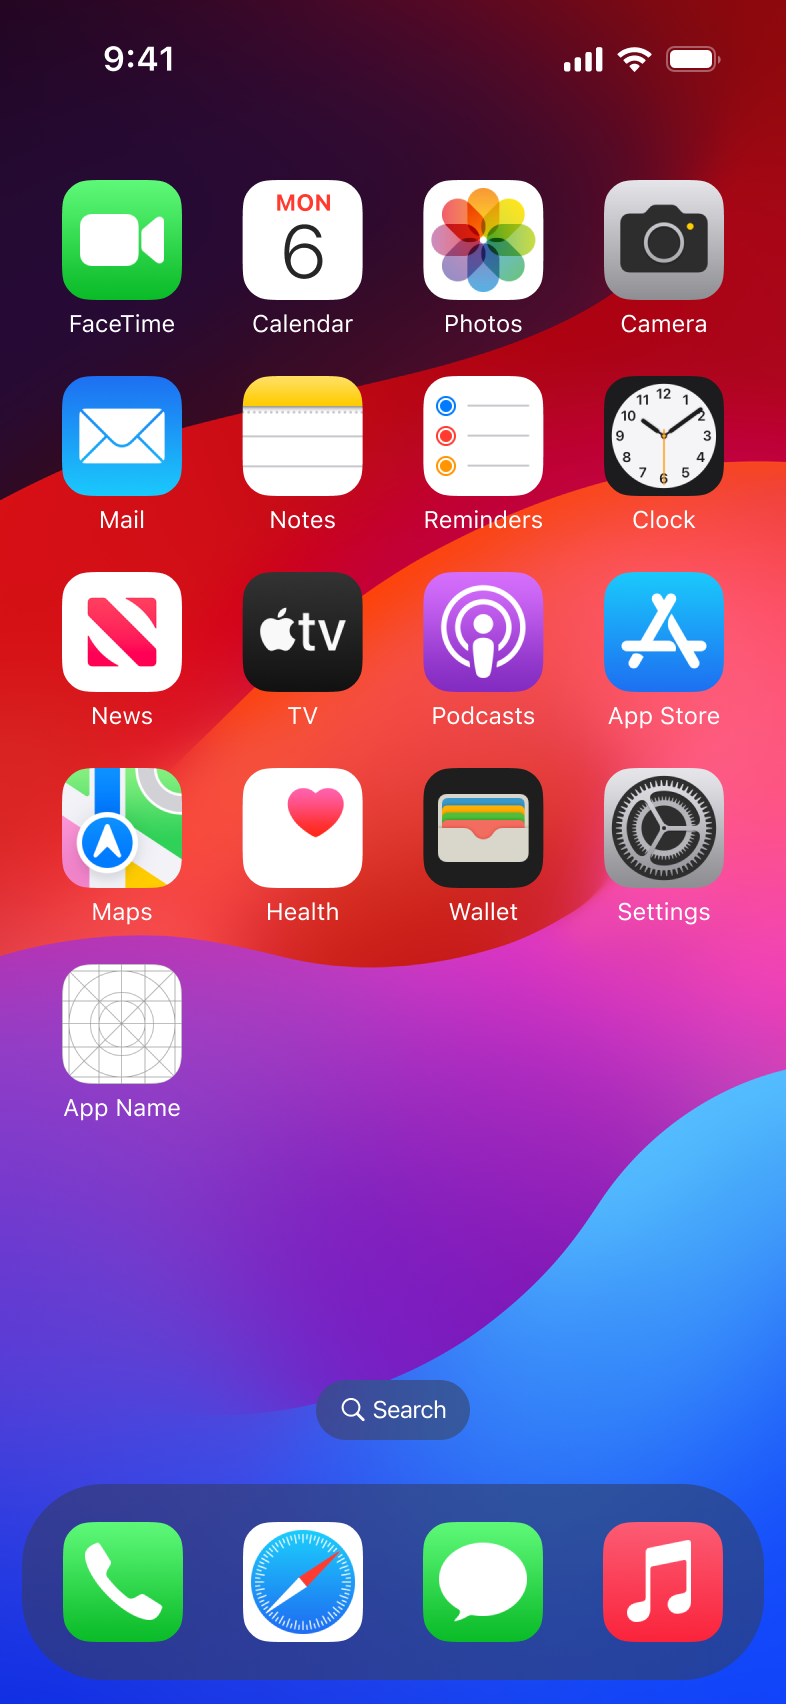 9:41
MON
6
FaceTime Calendar Photos Camera
12
11 1
10 2
9 3
8 4
7 5
6
Mail Notes Reminders Clock
tv
News TV Podcasts App Store
Maps Health Wallet Settings
App Name
Search